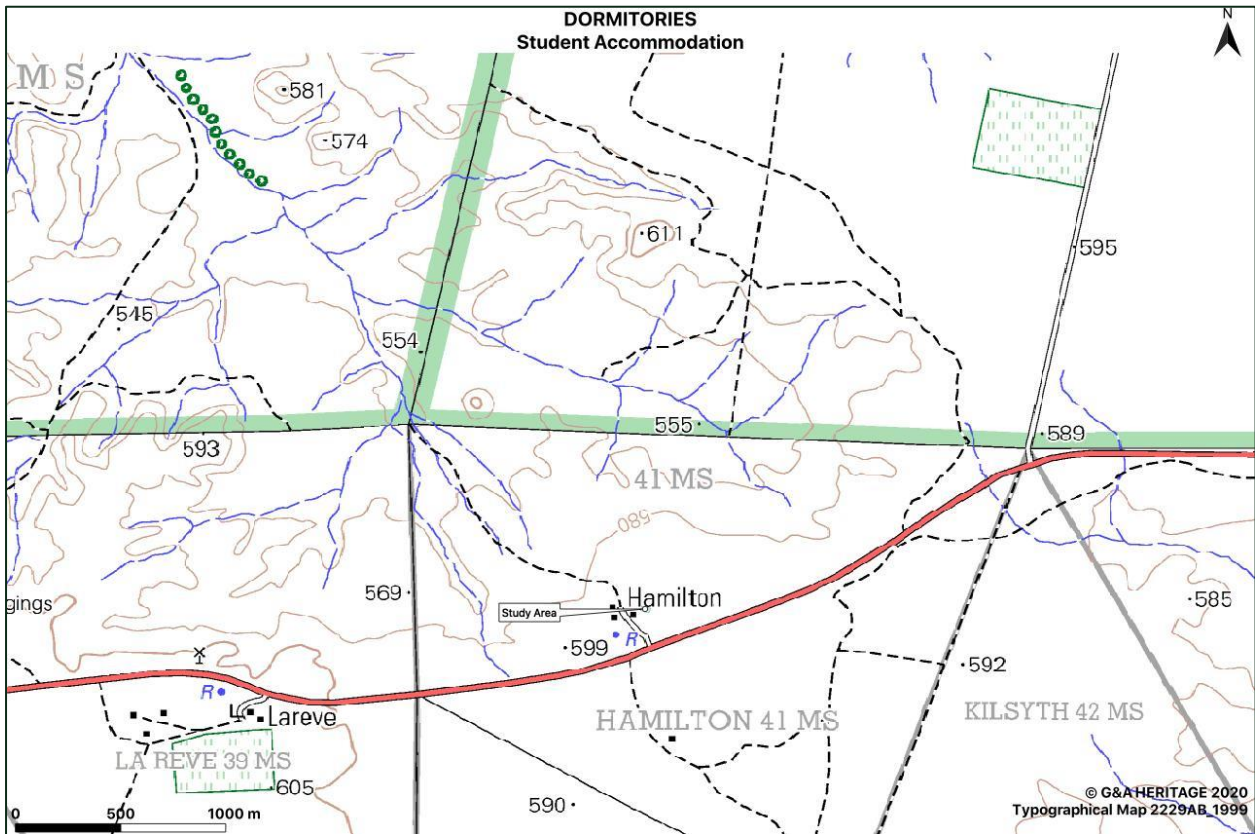 DORMITORIES
Student Accommodation
N
M S
581
574
611
595
545
554
593
555
589
41 MS
680
569
gings
Study Area
Hamilton
599
R
585
592
R
Lareve
HAMILTON 41 MS
KILSYTH 42 MS
LA REVE 39 MS
605
590
0 500 1000 m
© G&A HERITAGE 2020
Typographical Map 2229AB_1999